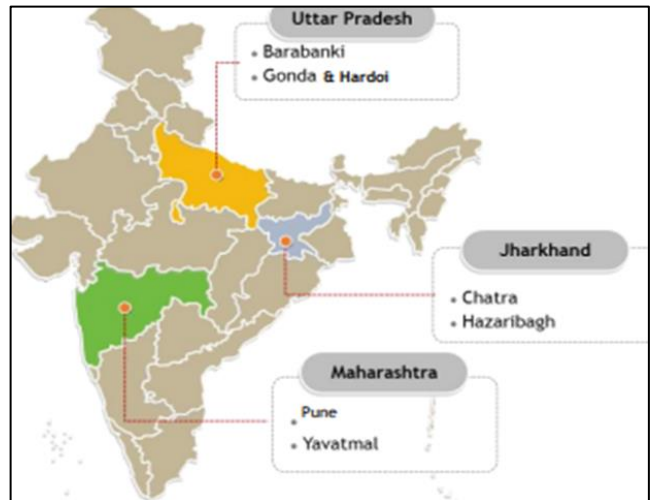 Uttar Pradesh
• Barabanki
• Gonda & Hardoi
Jharkhand
• Chatra
• Hazaribagh
Maharashtra
• Pune
• Yavatmal